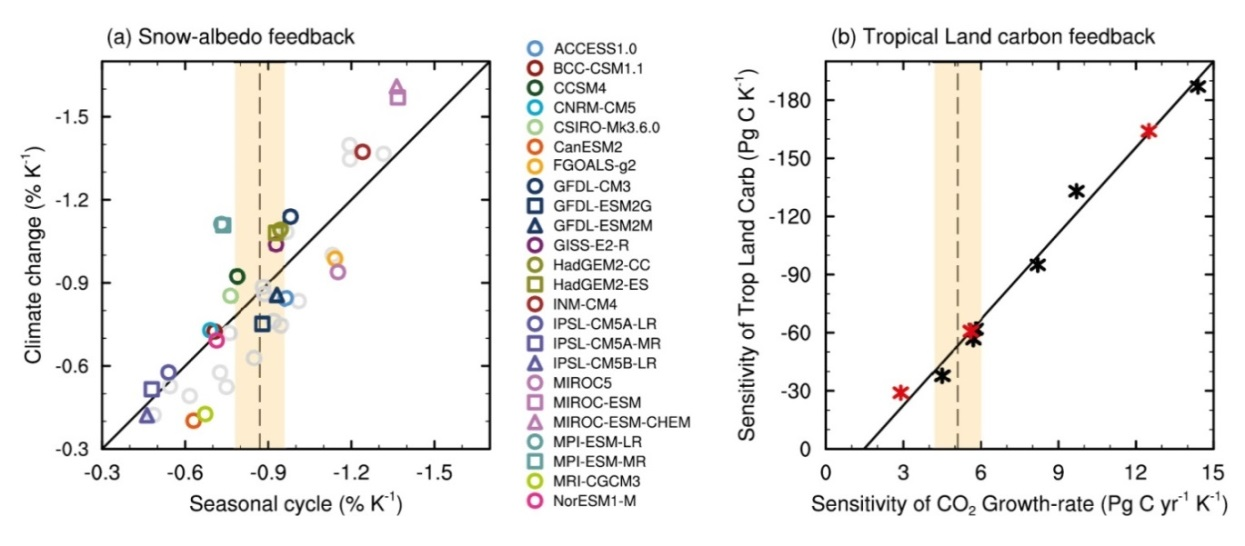 (a) Snow-albedo feedback
Climate change (% K⁻¹)
-1.5
-1.2
-0.9
-0.6
-0.3
-0.3 -0.6 -0.9 -1.2 -1.5
Seasonal cycle (% K⁻¹)
ACCESS1.0
BCC-CSM1.1
CCSM4
CNRM-CM5
CSIRO-Mk3.6.0
CanESM2
FGOALS-g2
GFDL-CM3
GFDL-ESM2G
GFDL-ESM2M
GISS-E2-R
HadGEM2-CC
HadGEM2-ES
INM-CM4
IPSL-CM5A-LR
IPSL-CM5A-MR
IPSL-CM5B-LR
MIROC5
MIROC-ESM
MIROC-ESM-CHEM
MPI-ESM-LR
MPI-ESM-MR
MRI-CGCM3
NorESM1-M
(b) Tropical Land carbon feedback
Sensitivity of Trop Land Carb (Pg C K⁻¹)
-180
-150
-120
-90
-60
-30
0
0 3 6 9 12 15
Sensitivity of CO₂ Growth-rate (Pg C yr⁻¹ K⁻¹)